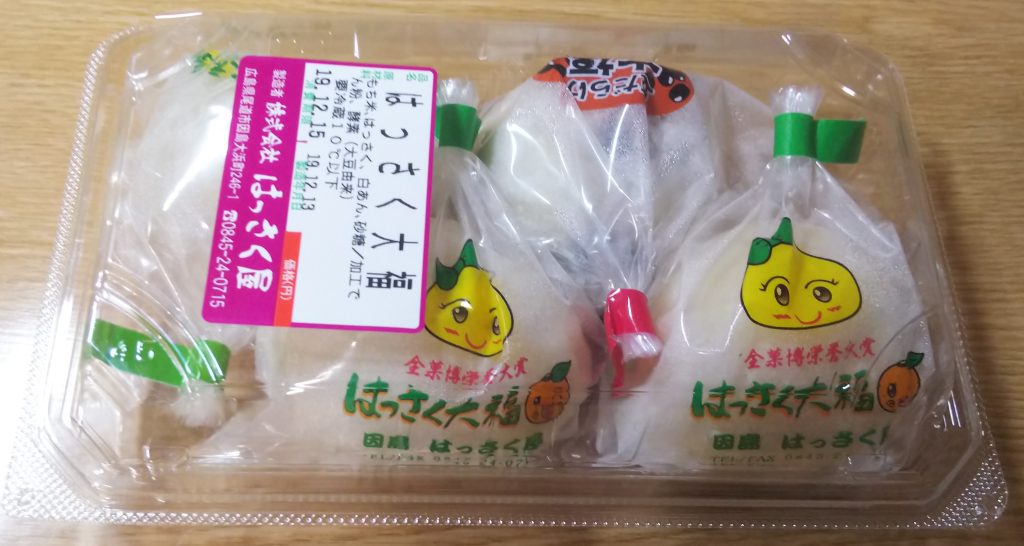 品名
はっさく大福
原材料
もち米、はっさく、白あん、砂糖／加工で
ん粉、酵素（大豆由来）
要冷蔵１０℃以下
19.12.15
19.12.13
価格(円)
製造者 株式会社 はっさく屋
広島県尾道市因島大浜町246-1 ☎0845-24-0715
全菓博栄誉大賞
はっさく大福
因島 はっさく屋
全菓博栄誉大賞
はっさく大福
因島 はっさく